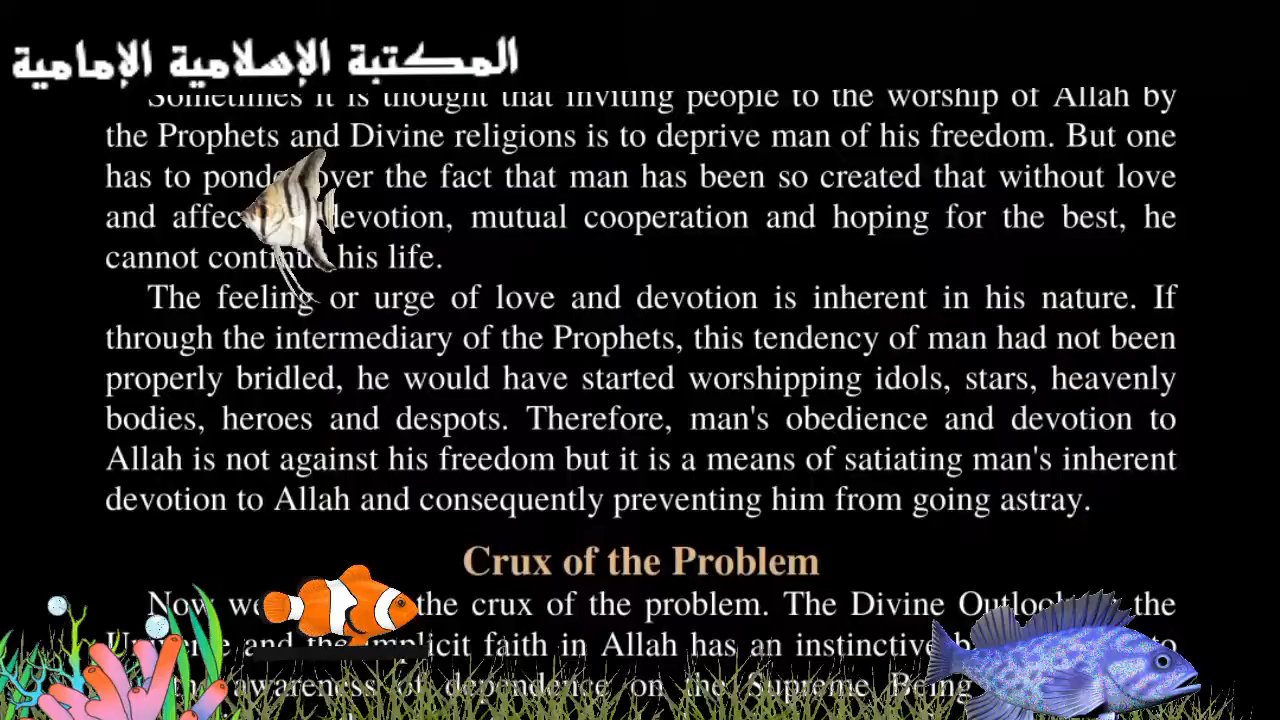 المكتبة الإسلامية الإمامية
Sometimes it is thought that inviting people to the worship of Allah by
the Prophets and Divine religions is to deprive man of his freedom. But one
has to ponder over the fact that man has been so created that without love
and devotion, mutual cooperation and hoping for the best, he
cannot continue his life.
The feeling or urge of love and devotion is inherent in his nature. If
through the intermediary of the Prophets, this tendency of man had not been
properly bridled, he would have started worshipping idols, stars, heavenly
bodies, heroes and despots. Therefore, man's obedience and devotion to
Allah is not against his freedom but it is a means of satiating man's inherent
devotion to Allah and consequently preventing him from going astray.
Crux of the Problem
Now we the crux of the problem. The Divine Outlook the
and the implicit faith in Allah has an instinctive to
awareness of dependence on the Supreme Being